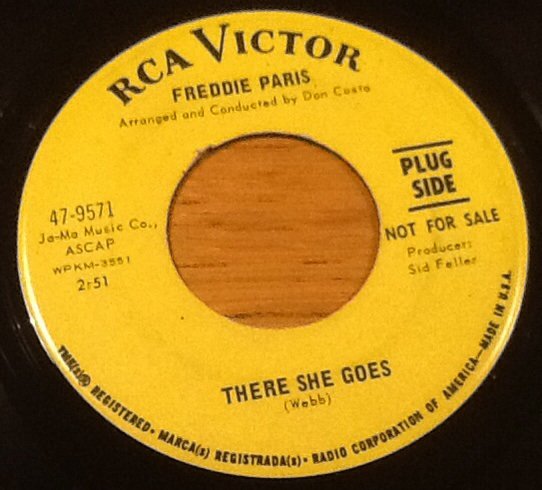 RCA VICTOR
FREDDIE PARIS
Arranged and Conducted by Don Costa
PLUG
SIDE
NOT FOR SALE
Producer:
Sid Feller
47-9571
Ja-Ma Music Co.,
ASCAP
WPKM-3551
2:51
THERE SHE GOES
(Webb)
TMK(s)® REGISTERED • MARCA(s) REGISTRADA(s) • RADIO CORPORATION OF AMERICA—MADE IN U.S.A.